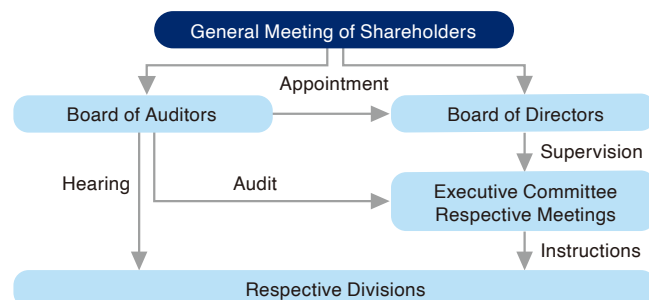 General Meeting of Shareholders
Appointment
Board of Auditors
Board of Directors
Supervision
Hearing
Audit
Executive Committee
Respective Meetings
Instructions
Respective Divisions